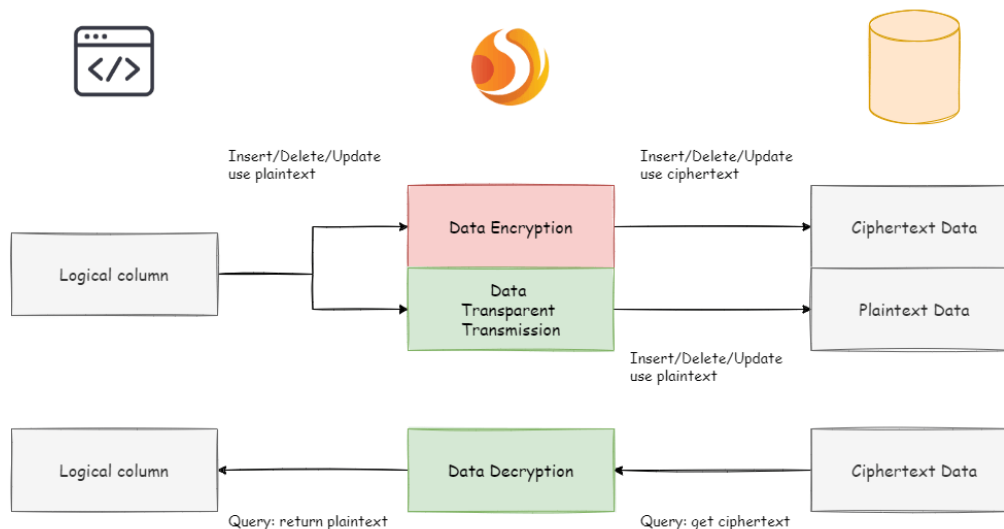 </>
Insert/Delete/Update
use plaintext
Insert/Delete/Update
use ciphertext
Logical column
Data Encryption
Ciphertext Data
Data
Transparent
Transmission
Plaintext Data
Insert/Delete/Update
use plaintext
Logical column
Data Decryption
Ciphertext Data
Query: return plaintext
Query: get ciphertext